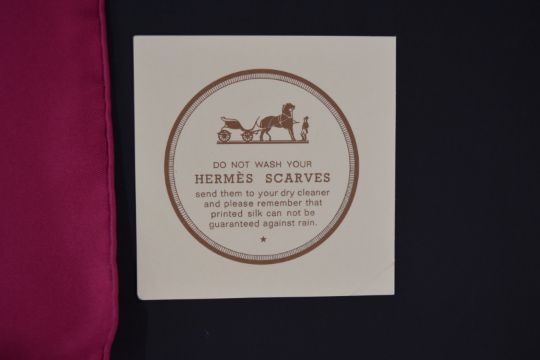 DO NOT WASH YOUR
HERMÈS SCARVES
send them to your dry cleaner
and please remember that
printed silk can not be
guaranteed against rain.